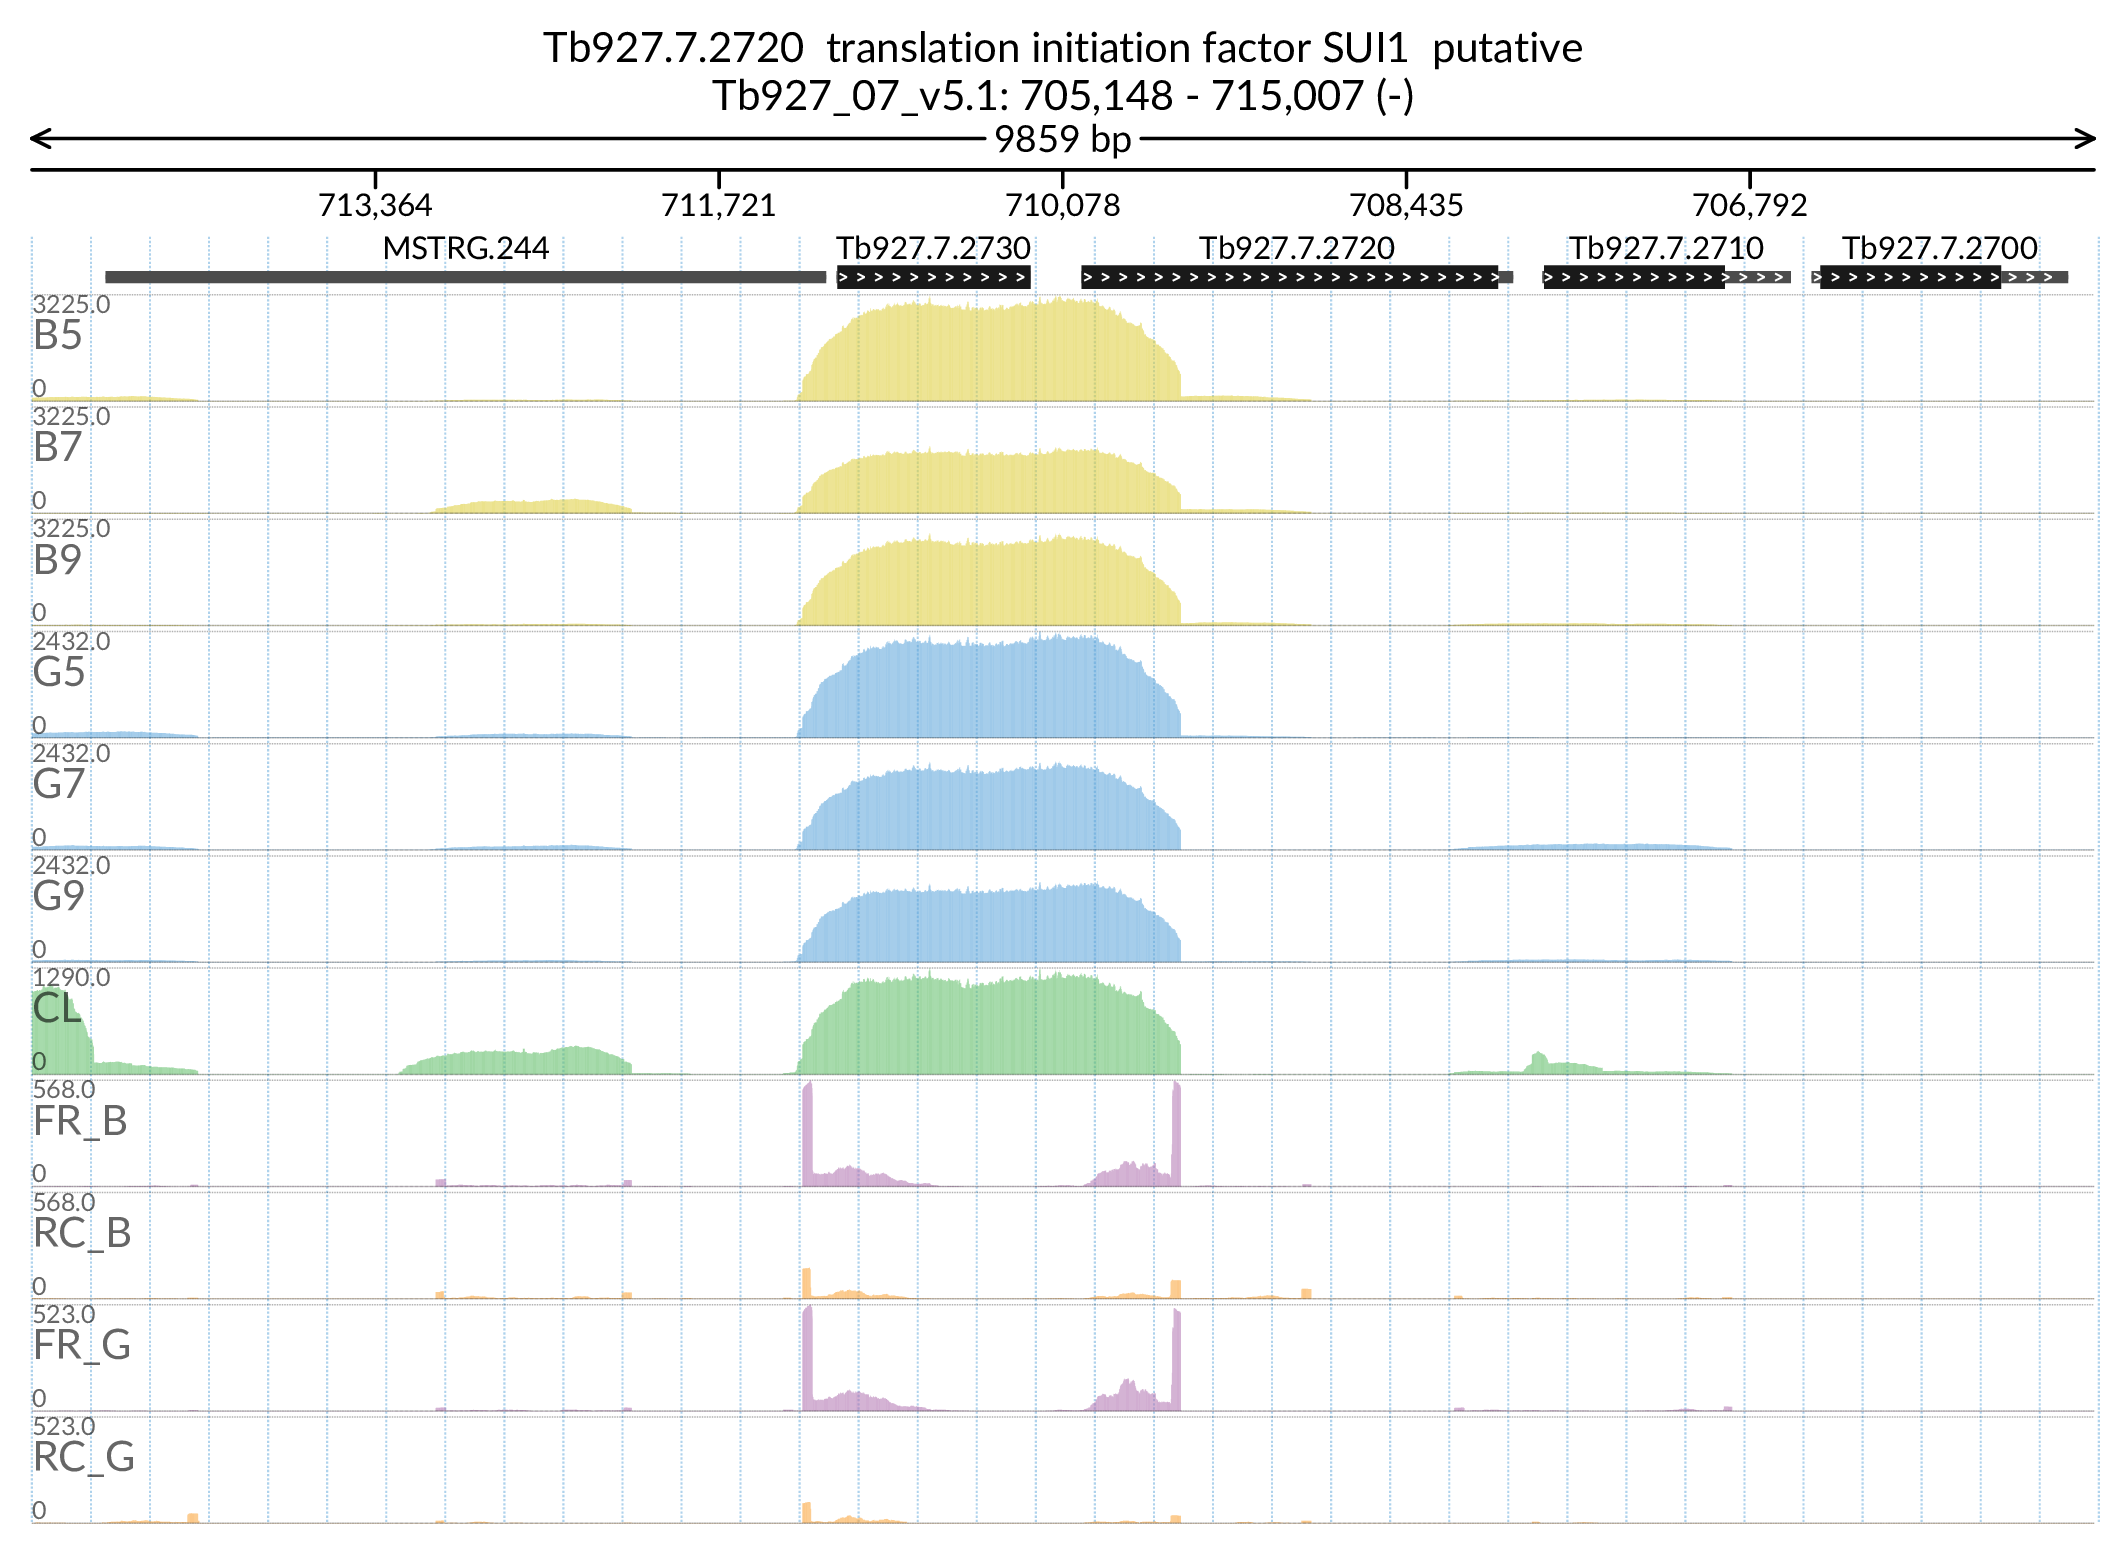 Tb927.7.2720  translation initiation factor SUI1  putative
Tb927_07_v5.1: 705,148 - 715,007 (-)
9859 bp
713,364 711,721 710,078 708,435 706,792
MSTRG.244 Tb927.7.2730 Tb927.7.2720 Tb927.7.2710 Tb927.7.2700
3225.0
B5
0
3225.0
B7
0
3225.0
B9
0
2432.0
G5
0
2432.0
G7
0
2432.0
G9
0
1290.0
CL
0
568.0
FR_B
0
568.0
RC_B
0
523.0
FR_G
0
523.0
RC_G
0